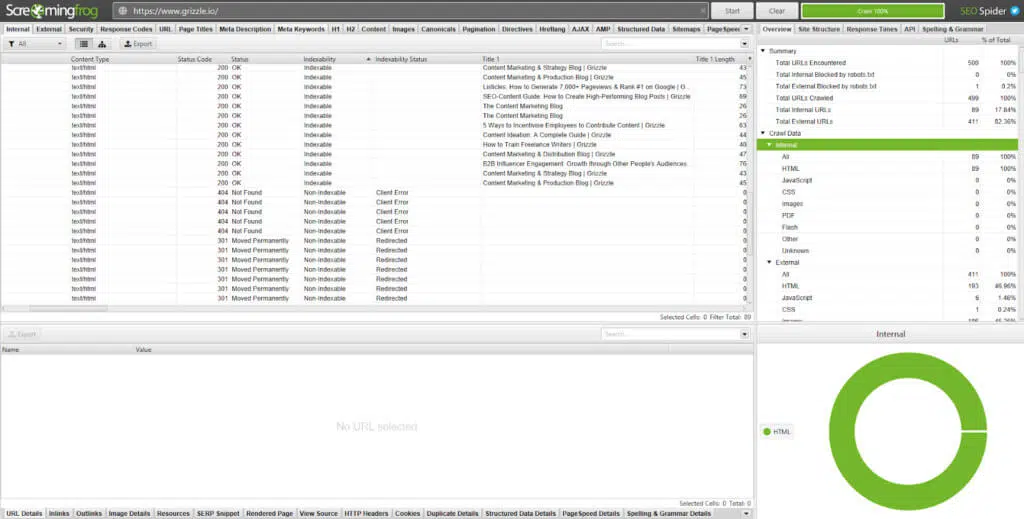 Screamingfrog
https://www.grizzle.io/
Start
Clear
Crawl 100%
SEO Spider
Internal External Security Response Codes URL Page Titles Meta Description Meta Keywords H1 H2 Content Images Canonicals Pagination Directives Hreflang AJAX AMP Structured Data Sitemaps PageSpeed
All
Export
Search...
Content Type Status Code Status Indexability Indexability Status Title 1 Title 1 Length
text/html 200 OK Indexable Content Marketing & Strategy Blog | Grizzle 43
text/html 200 OK Indexable Content Marketing & Production Blog | Grizzle 45
text/html 200 OK Indexable Listicles: How to Generate 7,000+ Pageviews & Rank #1 on Google | G... 73
text/html 200 OK Indexable SEO-Content Guide: How to Create High-Performing Blog Posts | Grizzle 69
text/html 200 OK Indexable The Content Marketing Blog 26
text/html 200 OK Indexable The Content Marketing Blog 26
text/html 200 OK Indexable 5 Ways to Incentivise Employees to Contribute Content | Grizzle 63
text/html 200 OK Indexable Content Ideation: A Complete Guide | Grizzle 44
text/html 200 OK Indexable How to Train Freelance Writers | Grizzle 40
text/html 200 OK Indexable Content Marketing & Distribution Blog | Grizzle 47
text/html 200 OK Indexable B2B Influencer Engagement: Growth through Other People's Audiences... 76
text/html 200 OK Indexable Content Marketing & Strategy Blog | Grizzle 43
text/html 200 OK Indexable Content Marketing & Production Blog | Grizzle 45
text/html 404 Not Found Non-Indexable Client Error 0
text/html 404 Not Found Non-Indexable Client Error 0
text/html 404 Not Found Non-Indexable Client Error 0
text/html 404 Not Found Non-Indexable Client Error 0
text/html 404 Not Found Non-Indexable Client Error 0
text/html 301 Moved Permanently Non-Indexable Redirected 0
text/html 301 Moved Permanently Non-Indexable Redirected 0
text/html 301 Moved Permanently Non-Indexable Redirected 0
text/html 301 Moved Permanently Non-Indexable Redirected 0
text/html 301 Moved Permanently Non-Indexable Redirected 0
text/html 301 Moved Permanently Non-Indexable Redirected 0
text/html 301 Moved Permanently Non-Indexable Redirected 0
Selected Cells: 0 Filter Total: 89
Export
Search...
Name Value
No URL selected
Selected Cells: 0 Total: 0
URL Details Inlinks Outlinks Image Details Resources SERP Snippet Rendered Page View Source HTTP Headers Cookies Duplicate Details Structured Data Details PageSpeed Details Spelling & Grammar Details
Overview Site Structure Response Times API Spelling & Grammar
URLs % of Total
Summary
Total URLs Encountered 500 100%
Total Internal Blocked by robots.txt 0 0%
Total External Blocked by robots.txt 1 0.2%
Total URLs Crawled 499 100%
Total Internal URLs 89 17.84%
Total External URLs 411 82.36%
Crawl Data
Internal
All 89 100%
HTML 89 100%
JavaScript 0 0%
CSS 0 0%
Images 0 0%
PDF 0 0%
Flash 0 0%
Other 0 0%
Unknown 0 0%
External
All 411 100%
HTML 193 46.96%
JavaScript 6 1.46%
CSS 1 0.24%
Internal
HTML